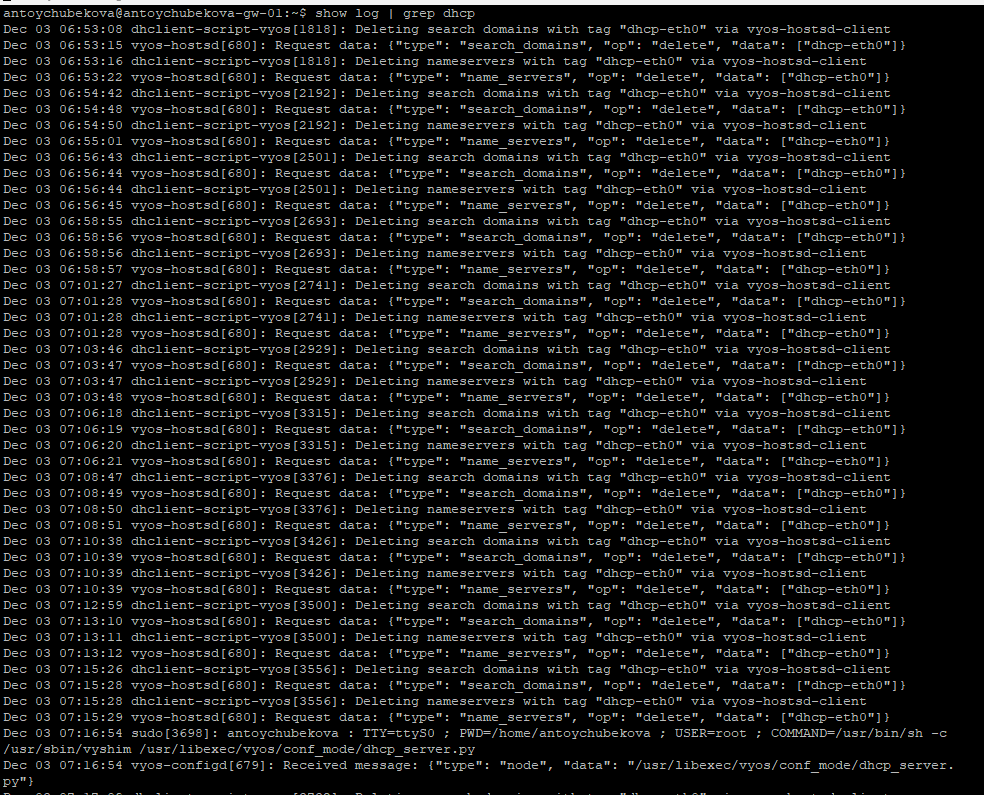 antoychubekova@antoychubekova-gw-01:~$ show log | grep dhcp
Dec 03 06:53:08 dhclient-script-vyos[1818]: Deleting search domains with tag "dhcp-eth0" via vyos-hostsd-client
Dec 03 06:53:15 vyos-hostsd[680]: Request data: {"type": "search_domains", "op": "delete", "data": ["dhcp-eth0"]}
Dec 03 06:53:16 dhclient-script-vyos[1818]: Deleting nameservers with tag "dhcp-eth0" via vyos-hostsd-client
Dec 03 06:53:22 vyos-hostsd[680]: Request data: {"type": "name_servers", "op": "delete", "data": ["dhcp-eth0"]}
Dec 03 06:54:42 dhclient-script-vyos[2192]: Deleting search domains with tag "dhcp-eth0" via vyos-hostsd-client
Dec 03 06:54:48 vyos-hostsd[680]: Request data: {"type": "search_domains", "op": "delete", "data": ["dhcp-eth0"]}
Dec 03 06:54:50 dhclient-script-vyos[2192]: Deleting nameservers with tag "dhcp-eth0" via vyos-hostsd-client
Dec 03 06:55:01 vyos-hostsd[680]: Request data: {"type": "name_servers", "op": "delete", "data": ["dhcp-eth0"]}
Dec 03 06:56:43 dhclient-script-vyos[2501]: Deleting search domains with tag "dhcp-eth0" via vyos-hostsd-client
Dec 03 06:56:44 vyos-hostsd[680]: Request data: {"type": "search_domains", "op": "delete", "data": ["dhcp-eth0"]}
Dec 03 06:56:44 dhclient-script-vyos[2501]: Deleting nameservers with tag "dhcp-eth0" via vyos-hostsd-client
Dec 03 06:56:45 vyos-hostsd[680]: Request data: {"type": "name_servers", "op": "delete", "data": ["dhcp-eth0"]}
Dec 03 06:58:55 dhclient-script-vyos[2693]: Deleting search domains with tag "dhcp-eth0" via vyos-hostsd-client
Dec 03 06:58:56 vyos-hostsd[680]: Request data: {"type": "search_domains", "op": "delete", "data": ["dhcp-eth0"]}
Dec 03 06:58:56 dhclient-script-vyos[2693]: Deleting nameservers with tag "dhcp-eth0" via vyos-hostsd-client
Dec 03 06:58:57 vyos-hostsd[680]: Request data: {"type": "name_servers", "op": "delete", "data": ["dhcp-eth0"]}
Dec 03 07:01:27 dhclient-script-vyos[2741]: Deleting search domains with tag "dhcp-eth0" via vyos-hostsd-client
Dec 03 07:01:28 vyos-hostsd[680]: Request data: {"type": "search_domains", "op": "delete", "data": ["dhcp-eth0"]}
Dec 03 07:01:28 dhclient-script-vyos[2741]: Deleting nameservers with tag "dhcp-eth0" via vyos-hostsd-client
Dec 03 07:01:28 vyos-hostsd[680]: Request data: {"type": "name_servers", "op": "delete", "data": ["dhcp-eth0"]}
Dec 03 07:03:46 dhclient-script-vyos[2929]: Deleting search domains with tag "dhcp-eth0" via vyos-hostsd-client
Dec 03 07:03:47 vyos-hostsd[680]: Request data: {"type": "search_domains", "op": "delete", "data": ["dhcp-eth0"]}
Dec 03 07:03:47 dhclient-script-vyos[2929]: Deleting nameservers with tag "dhcp-eth0" via vyos-hostsd-client
Dec 03 07:03:48 vyos-hostsd[680]: Request data: {"type": "name_servers", "op": "delete", "data": ["dhcp-eth0"]}
Dec 03 07:06:18 dhclient-script-vyos[3315]: Deleting search domains with tag "dhcp-eth0" via vyos-hostsd-client
Dec 03 07:06:19 vyos-hostsd[680]: Request data: {"type": "search_domains", "op": "delete", "data": ["dhcp-eth0"]}
Dec 03 07:06:20 dhclient-script-vyos[3315]: Deleting nameservers with tag "dhcp-eth0" via vyos-hostsd-client
Dec 03 07:06:21 vyos-hostsd[680]: Request data: {"type": "name_servers", "op": "delete", "data": ["dhcp-eth0"]}
Dec 03 07:08:47 dhclient-script-vyos[3376]: Deleting search domains with tag "dhcp-eth0" via vyos-hostsd-client
Dec 03 07:08:49 vyos-hostsd[680]: Request data: {"type": "search_domains", "op": "delete", "data": ["dhcp-eth0"]}
Dec 03 07:08:50 dhclient-script-vyos[3376]: Deleting nameservers with tag "dhcp-eth0" via vyos-hostsd-client
Dec 03 07:08:51 vyos-hostsd[680]: Request data: {"type": "name_servers", "op": "delete", "data": ["dhcp-eth0"]}
Dec 03 07:10:38 dhclient-script-vyos[3426]: Deleting search domains with tag "dhcp-eth0" via vyos-hostsd-client
Dec 03 07:10:39 vyos-hostsd[680]: Request data: {"type": "search_domains", "op": "delete", "data": ["dhcp-eth0"]}
Dec 03 07:10:39 dhclient-script-vyos[3426]: Deleting nameservers with tag "dhcp-eth0" via vyos-hostsd-client
Dec 03 07:10:39 vyos-hostsd[680]: Request data: {"type": "name_servers", "op": "delete", "data": ["dhcp-eth0"]}
Dec 03 07:12:59 dhclient-script-vyos[3500]: Deleting search domains with tag "dhcp-eth0" via vyos-hostsd-client
Dec 03 07:13:10 vyos-hostsd[680]: Request data: {"type": "search_domains", "op": "delete", "data": ["dhcp-eth0"]}
Dec 03 07:13:11 dhclient-script-vyos[3500]: Deleting nameservers with tag "dhcp-eth0" via vyos-hostsd-client
Dec 03 07:13:12 vyos-hostsd[680]: Request data: {"type": "name_servers", "op": "delete", "data": ["dhcp-eth0"]}
Dec 03 07:15:26 dhclient-script-vyos[3556]: Deleting search domains with tag "dhcp-eth0" via vyos-hostsd-client
Dec 03 07:15:28 vyos-hostsd[680]: Request data: {"type": "search_domains", "op": "delete", "data": ["dhcp-eth0"]}
Dec 03 07:15:28 dhclient-script-vyos[3556]: Deleting nameservers with tag "dhcp-eth0" via vyos-hostsd-client
Dec 03 07:15:29 vyos-hostsd[680]: Request data: {"type": "name_servers", "op": "delete", "data": ["dhcp-eth0"]}
Dec 03 07:16:54 sudo[3698]: antoychubekova : TTY=ttyS0 ; PWD=/home/antoychubekova ; USER=root ; COMMAND=/usr/bin/sh -c
/usr/sbin/vyshim /usr/libexec/vyos/conf_mode/dhcp_server.py
Dec 03 07:16:54 vyos-configd[679]: Received message: {"type": "node", "data": "/usr/libexec/vyos/conf_mode/dhcp_server.
py"}